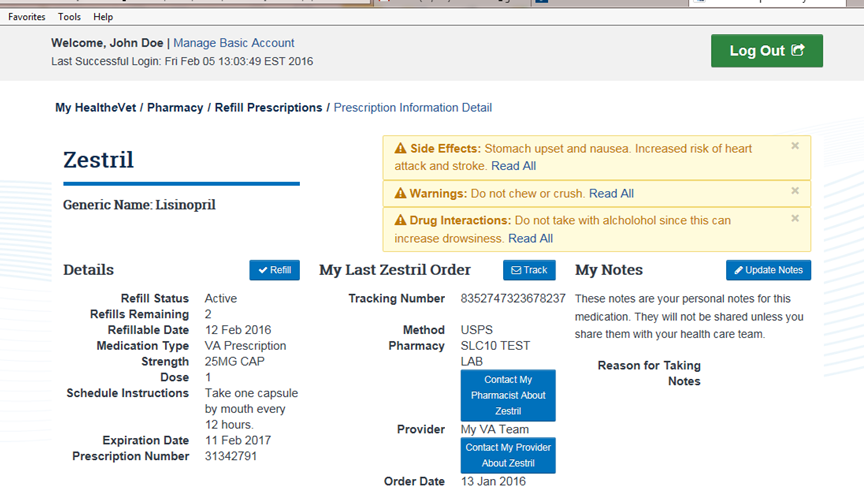 Favorites Tools Help
Welcome, John Doe | Manage Basic Account
Last Successful Login: Fri Feb 05 13:03:49 EST 2016
Log Out
My HealtheVet / Pharmacy / Refill Prescriptions / Prescription Information Detail
Zestril
Generic Name: Lisinopril
Side Effects: Stomach upset and nausea. Increased risk of heart
attack and stroke. Read All
Warnings: Do not chew or crush. Read All
Drug Interactions: Do not take with alcholohol since this can
increase drowsiness. Read All
Details
Refill
Refill Status Active
Refills Remaining 2
Refillable Date 12 Feb 2016
Medication Type VA Prescription
Strength 25MG CAP
Dose 1
Schedule Instructions Take one capsule
by mouth every
12 hours.
Expiration Date 11 Feb 2017
Prescription Number 31342791
My Last Zestril Order
Track
Tracking Number 8352747323678237
Method USPS
Pharmacy SLC10 TEST
LAB
Contact My
Pharmacist About
Zestril
Provider My VA Team
Contact My Provider
About Zestril
Order Date 13 Jan 2016
My Notes
Update Notes
These notes are your personal notes for this
medication. They will not be shared unless you
share them with your health care team.
Reason for Taking
Notes